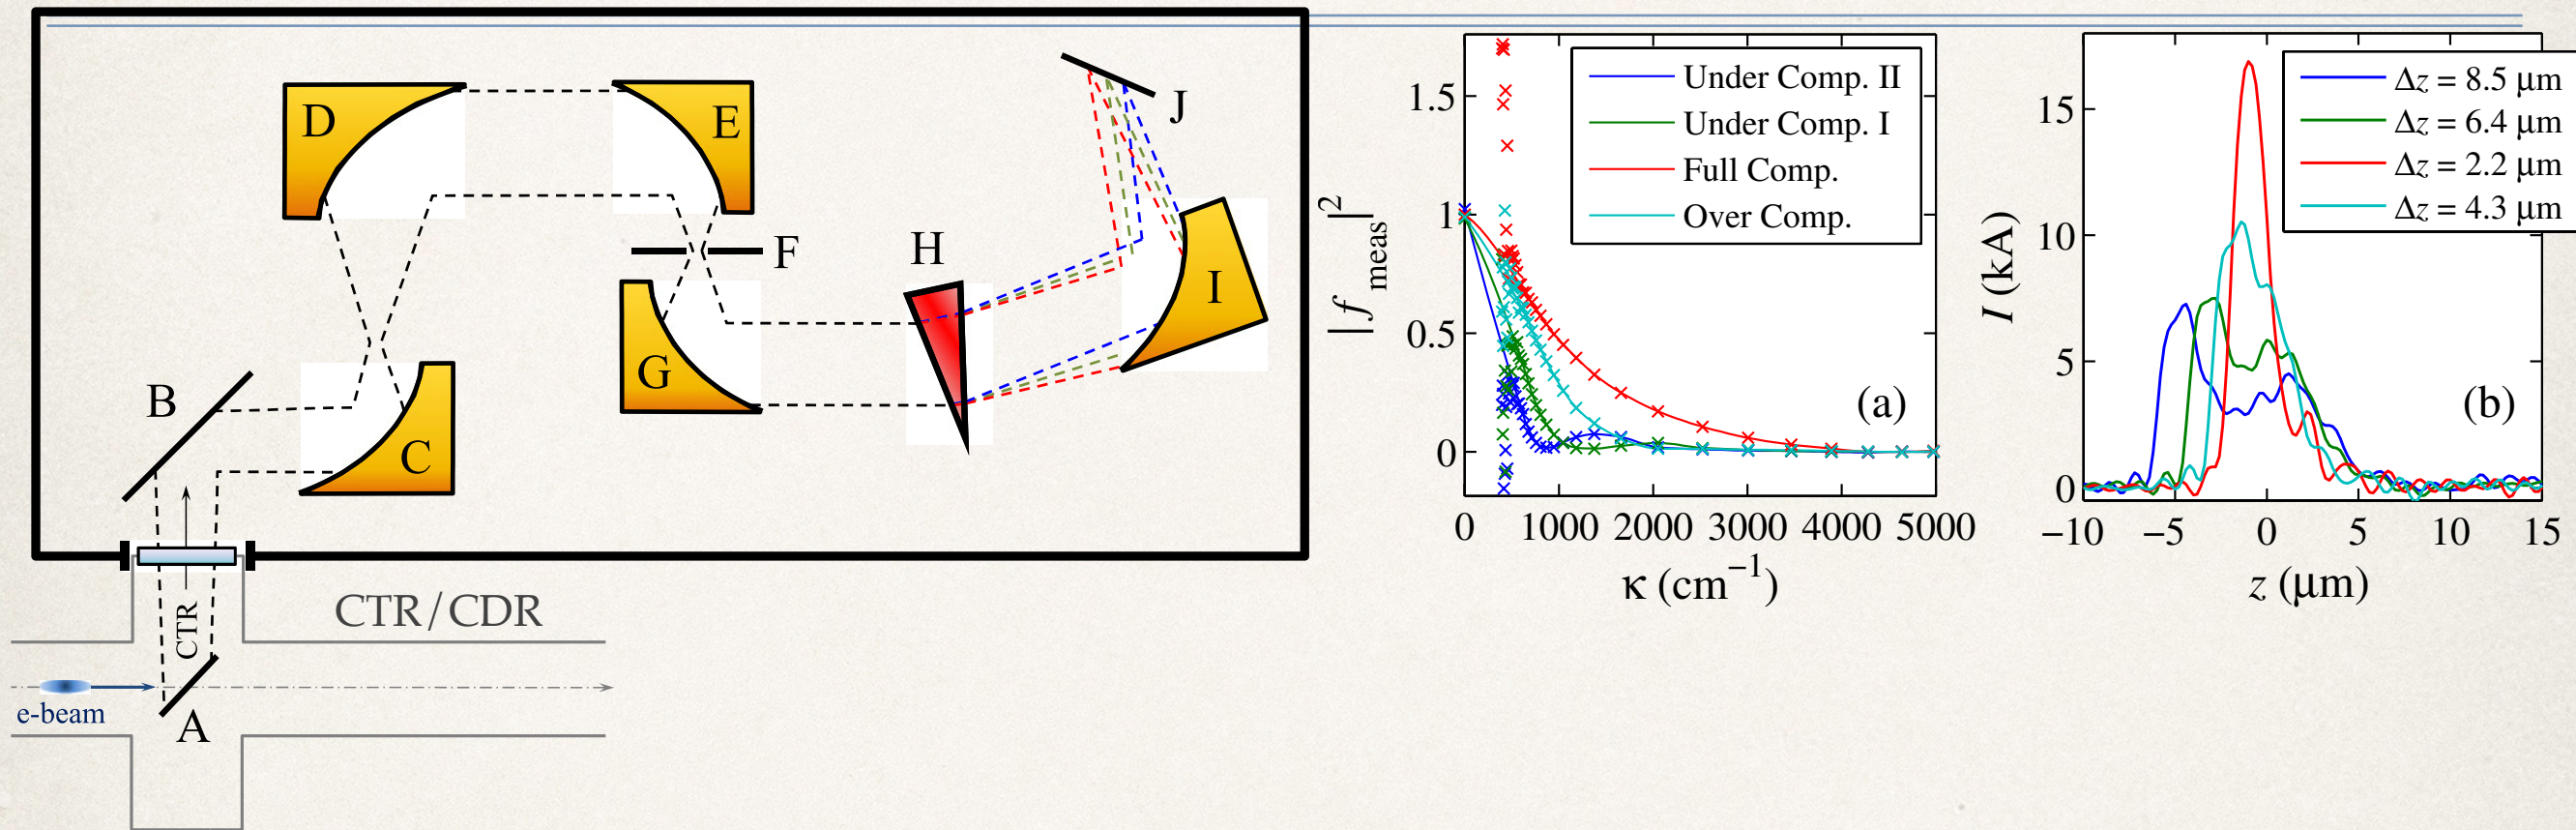 D
E
F
G
H
I
J
B
C
CTR
CTR/CDR
e-beam
A
|f meas|²
1.5
1
0.5
0
Under Comp. II
Under Comp. I
Full Comp.
Over Comp.
(a)
0 1000 2000 3000 4000 5000
κ (cm⁻¹)
I (kA)
15
10
5
0
Δz = 8.5 μm
Δz = 6.4 μm
Δz = 2.2 μm
Δz = 4.3 μm
(b)
−10 −5 0 5 10 15
z (μm)